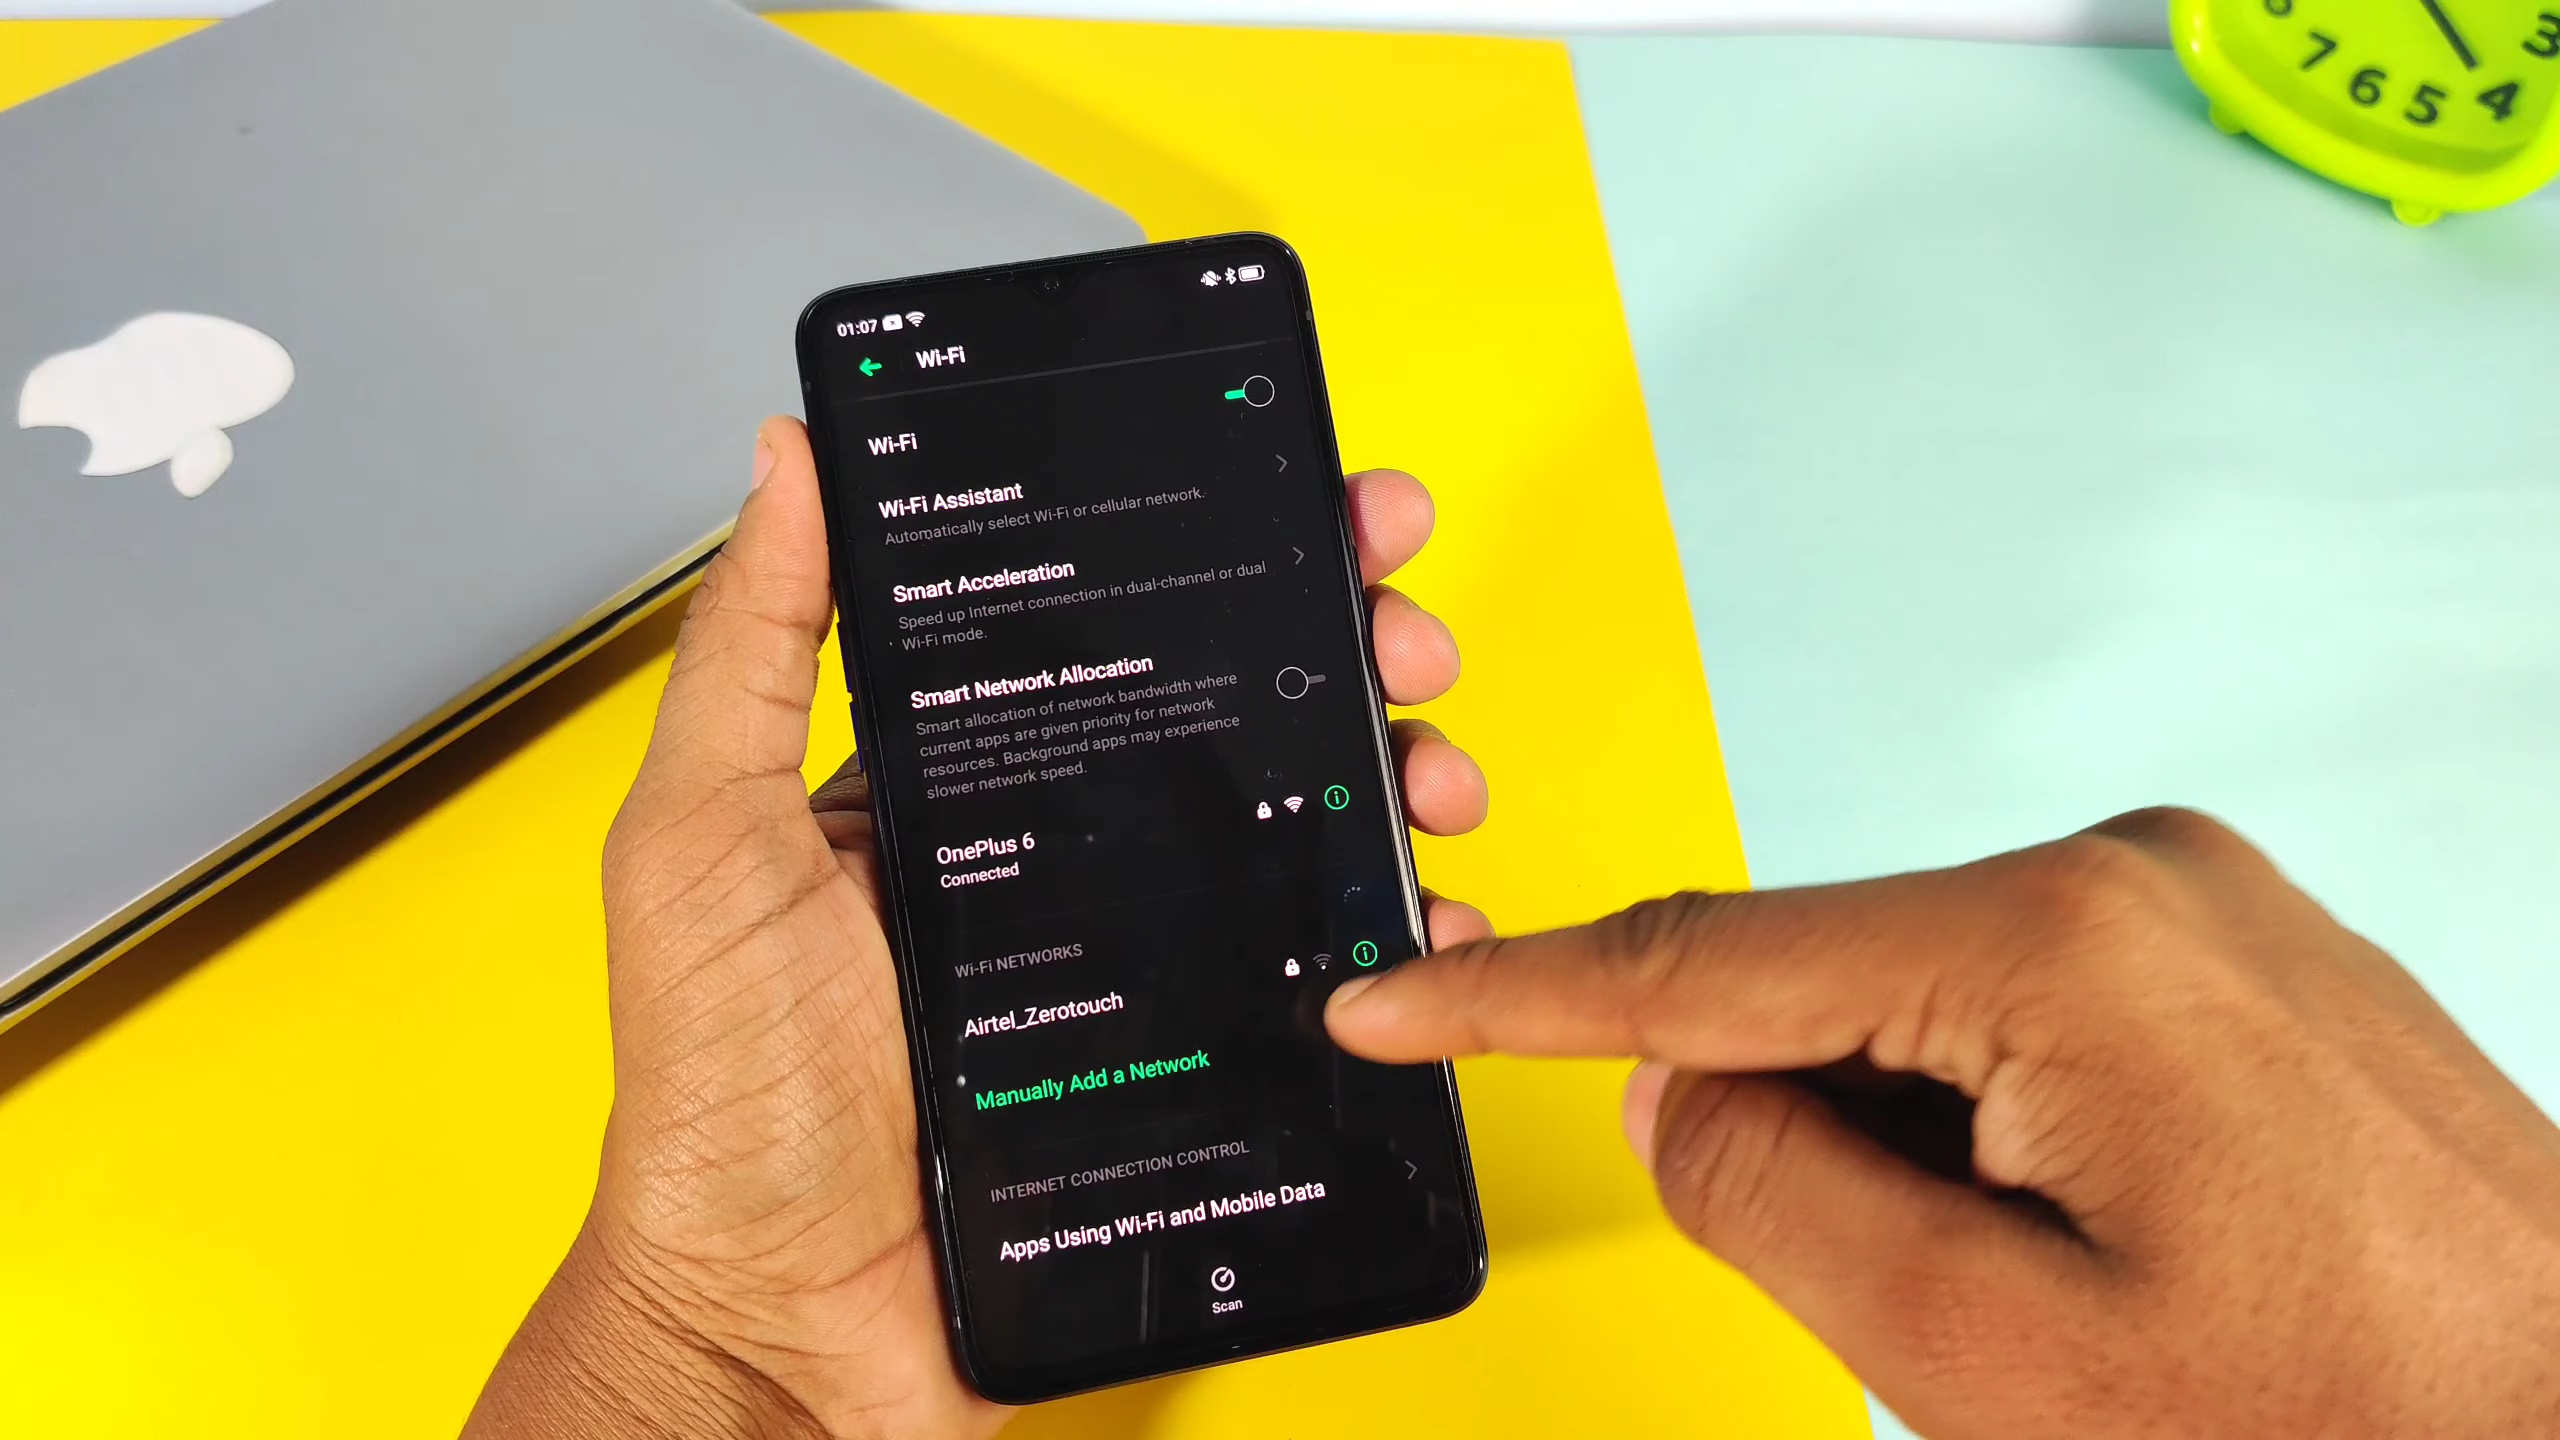 01:07
Wi-Fi
Wi-Fi
Wi-Fi Assistant
Automatically select Wi-Fi or cellular network.
Smart Acceleration
Speed up Internet connection in dual-channel or dual
Wi-Fi mode.
Smart Network Allocation
Smart allocation of network bandwidth where
current apps are given priority for network
resources. Background apps may experience
slower network speed.
OnePlus 6
Connected
Wi-Fi NETWORKS
Airtel_Zerotouch
Manually Add a Network
INTERNET CONNECTION CONTROL
Apps Using Wi-Fi and Mobile Data
Scan
3
4
5
6
7